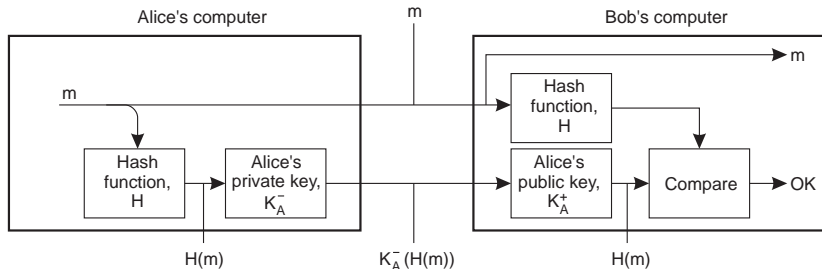 Alice's computer
m
Bob's computer
m
m
Hash
function,
H
Hash
function,
H
Alice's
private key,
K_A^-
Alice's
public key,
K_A^+
Compare
OK
H(m)
K_A^-(H(m))
H(m)